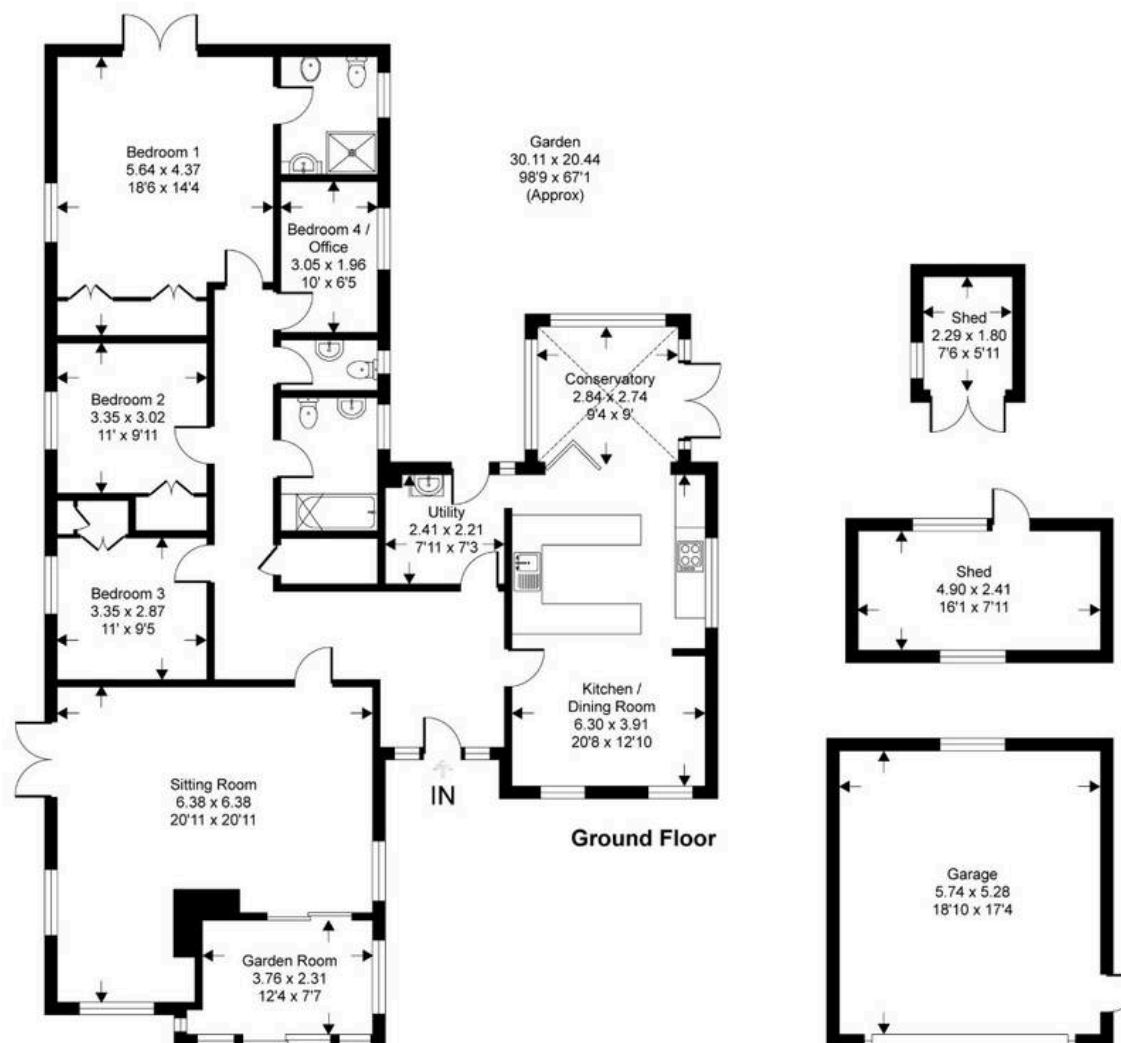 Garden
30.11 x 20.44
98'9 x 67'1
(Approx)
Bedroom 1
5.64 x 4.37
18'6 x 14'4
Bedroom 4 /
Office
3.05 x 1.96
10' x 6'5
Shed
2.29 x 1.80
7'6 x 5'11
Conservatory
2.84 x 2.74
9'4 x 9'
Bedroom 2
3.35 x 3.02
11' x 9'11
Utility
2.41 x 2.21
7'11 x 7'3
Shed
4.90 x 2.41
16'1 x 7'11
Bedroom 3
3.35 x 2.87
11' x 9'5
Kitchen /
Dining Room
6.30 x 3.91
20'8 x 12'10
Sitting Room
6.38 x 6.38
20'11 x 20'11
IN
Ground Floor
Garage
5.74 x 5.28
18'10 x 17'4
Garden Room
3.76 x 2.31
12'4 x 7'7